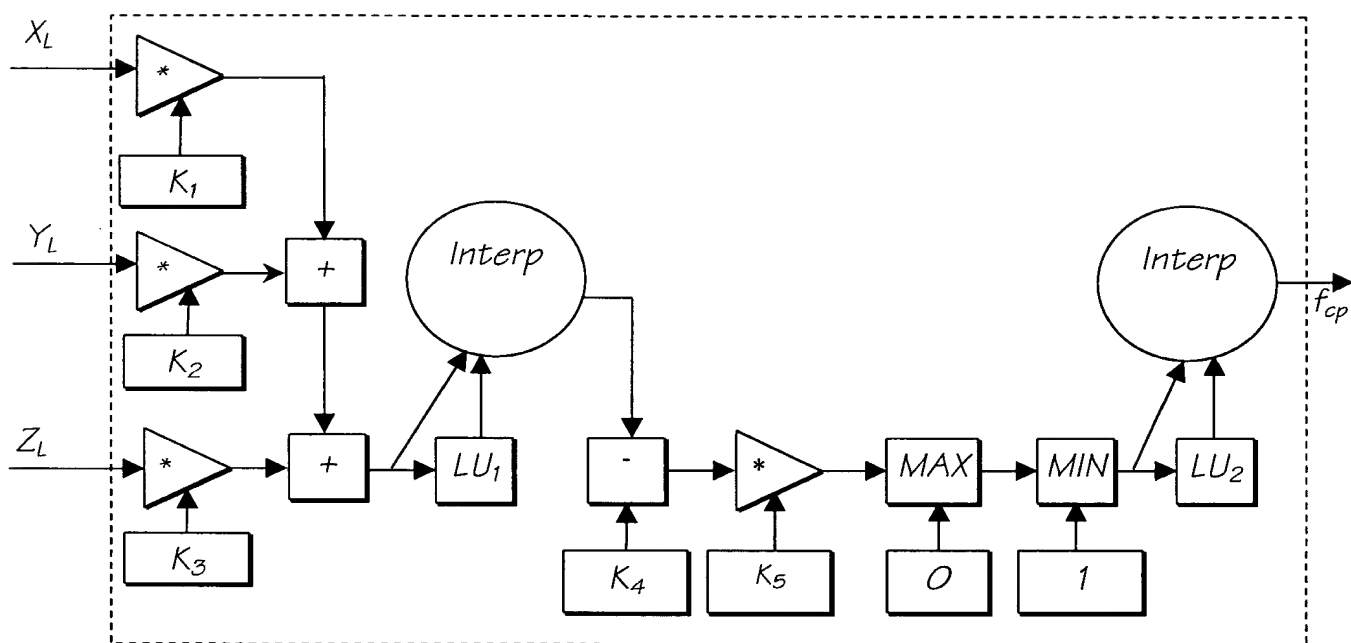 X_L
*
K_1
Y_L
*
+
Interp
Interp
f_cp
K_2
Z_L
*
+
LU_1
-
*
MAX
MIN
LU_2
K_3
K_4
K_5
0
1